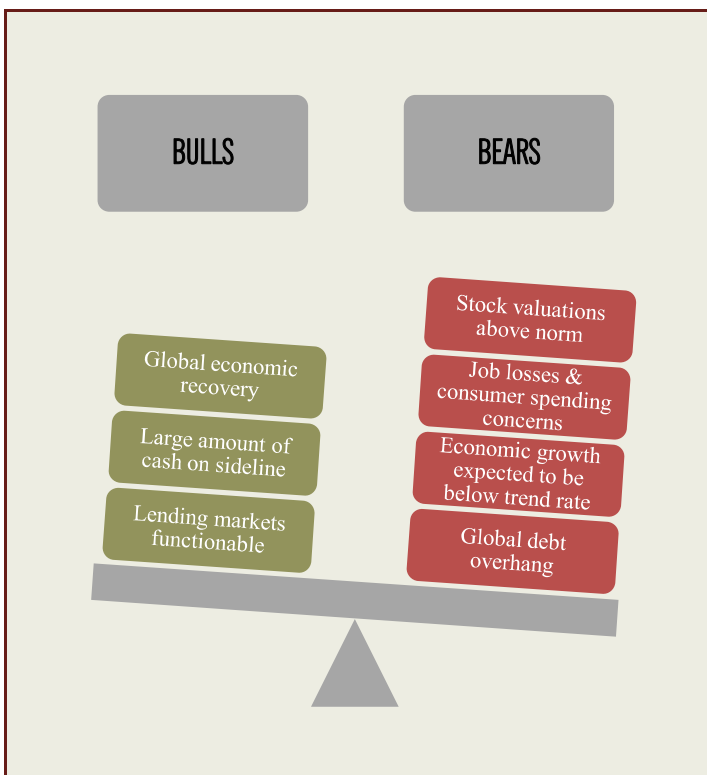 BULLS
BEARS
Global economic
recovery
Large amount of
cash on sideline
Lending markets
functionable
Stock valuations
above norm
Job losses &
consumer spending
concerns
Economic growth
expected to be
below trend rate
Global debt
overhang